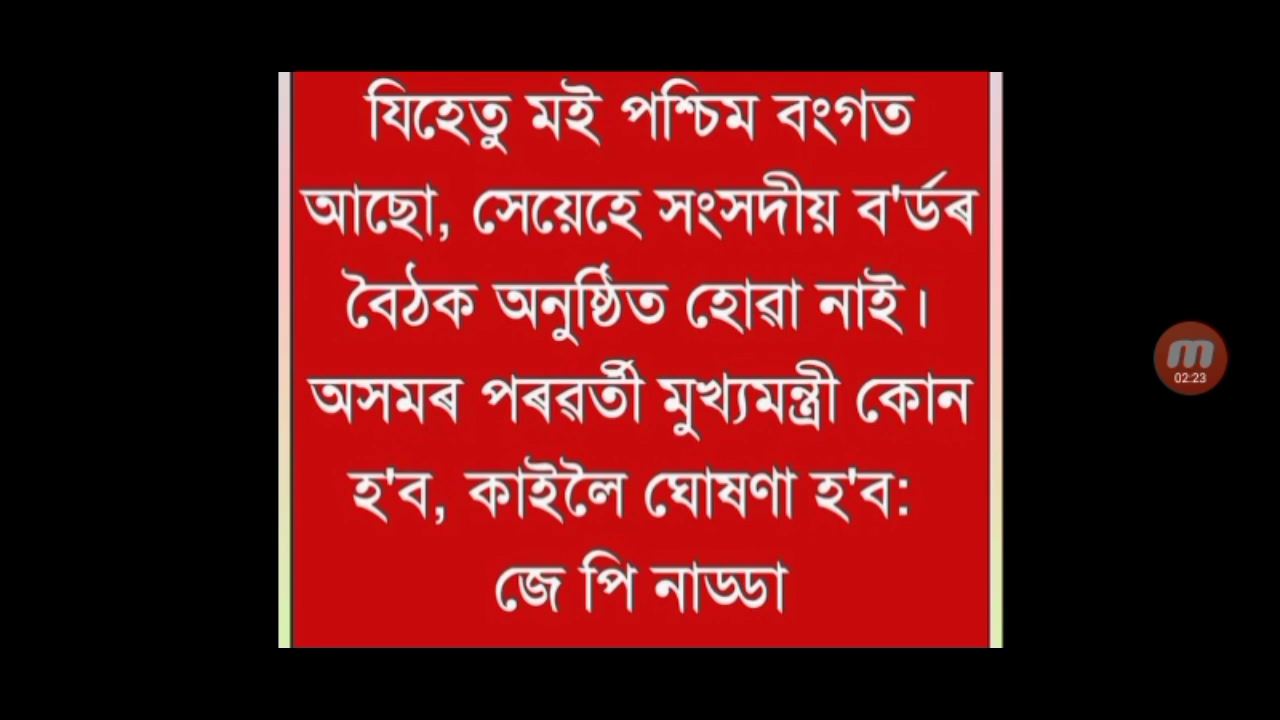 যিহেতু মই পশ্চিম বংগত
আছো, সেয়েহে সংসদীয় ব'ৰ্ডৰ
বৈঠক অনুষ্ঠিত হোৱা নাই।
অসমৰ পৰৱৰ্তী মুখ্যমন্ত্ৰী কোন
হ'ব, কাইলৈ ঘোষণা হ'ব:
জে পি নাড্ডা
m
02:23